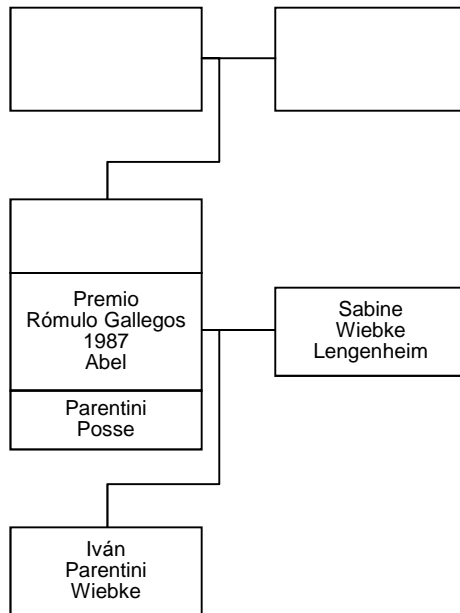 Premio
Rómulo Gallegos
1987
Abel
Parentini
Posse
Sabine
Wiebke
Lengenheim
Iván
Parentini
Wiebke